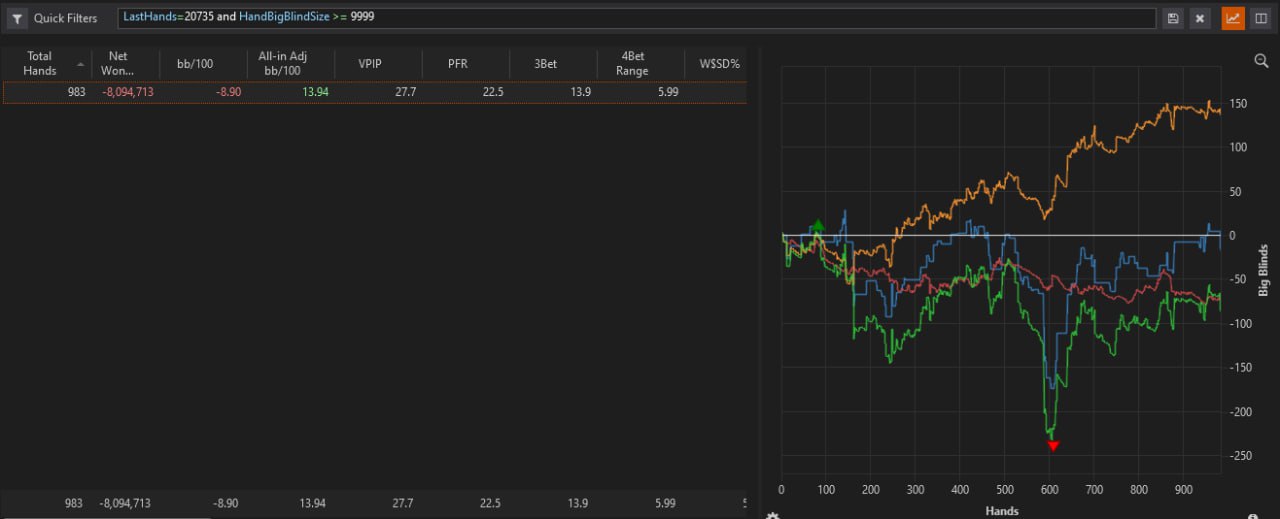 Quick Filters LastHands=20735 and HandBigBlindSize >= 9999
Total Hands Net Won... bb/100 All-in Adj bb/100 VPIP PFR 3Bet 4Bet Range W$SD%
983 -8,094,713 -8.90 13.94 27.7 22.5 13.9 5.99
150
100
50
0
-50
-100
-150
-200
-250
Big Blinds
0 100 200 300 400 500 600 700 800 900
Hands
983 -8,094,713 -8.90 13.94 27.7 22.5 13.9 5.99